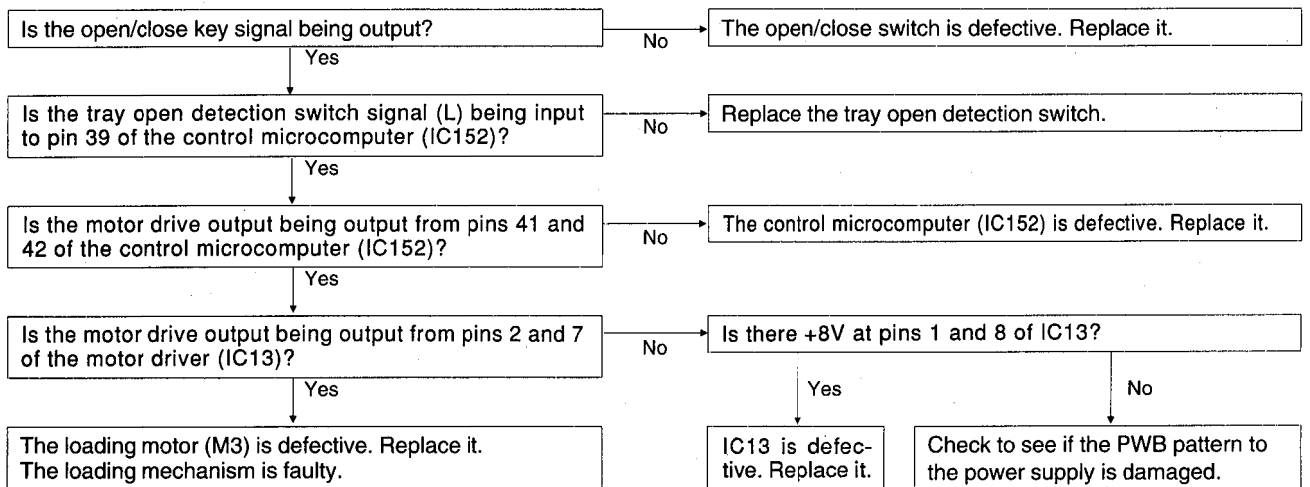 Is the open/close key signal being output?
No
The open/close switch is defective. Replace it.
Yes
Is the tray open detection switch signal (L) being input
to pin 39 of the control microcomputer (IC152)?
No
Replace the tray open detection switch.
Yes
Is the motor drive output being output from pins 41 and
42 of the control microcomputer (IC152)?
No
The control microcomputer (IC152) is defective. Replace it.
Yes
Is the motor drive output being output from pins 2 and 7
of the motor driver (IC13)?
No
Is there +8V at pins 1 and 8 of IC13?
Yes
Yes
No
The loading motor (M3) is defective. Replace it.
The loading mechanism is faulty.
IC13 is defec-
tive. Replace it.
Check to see if the PWB pattern to
the power supply is damaged.